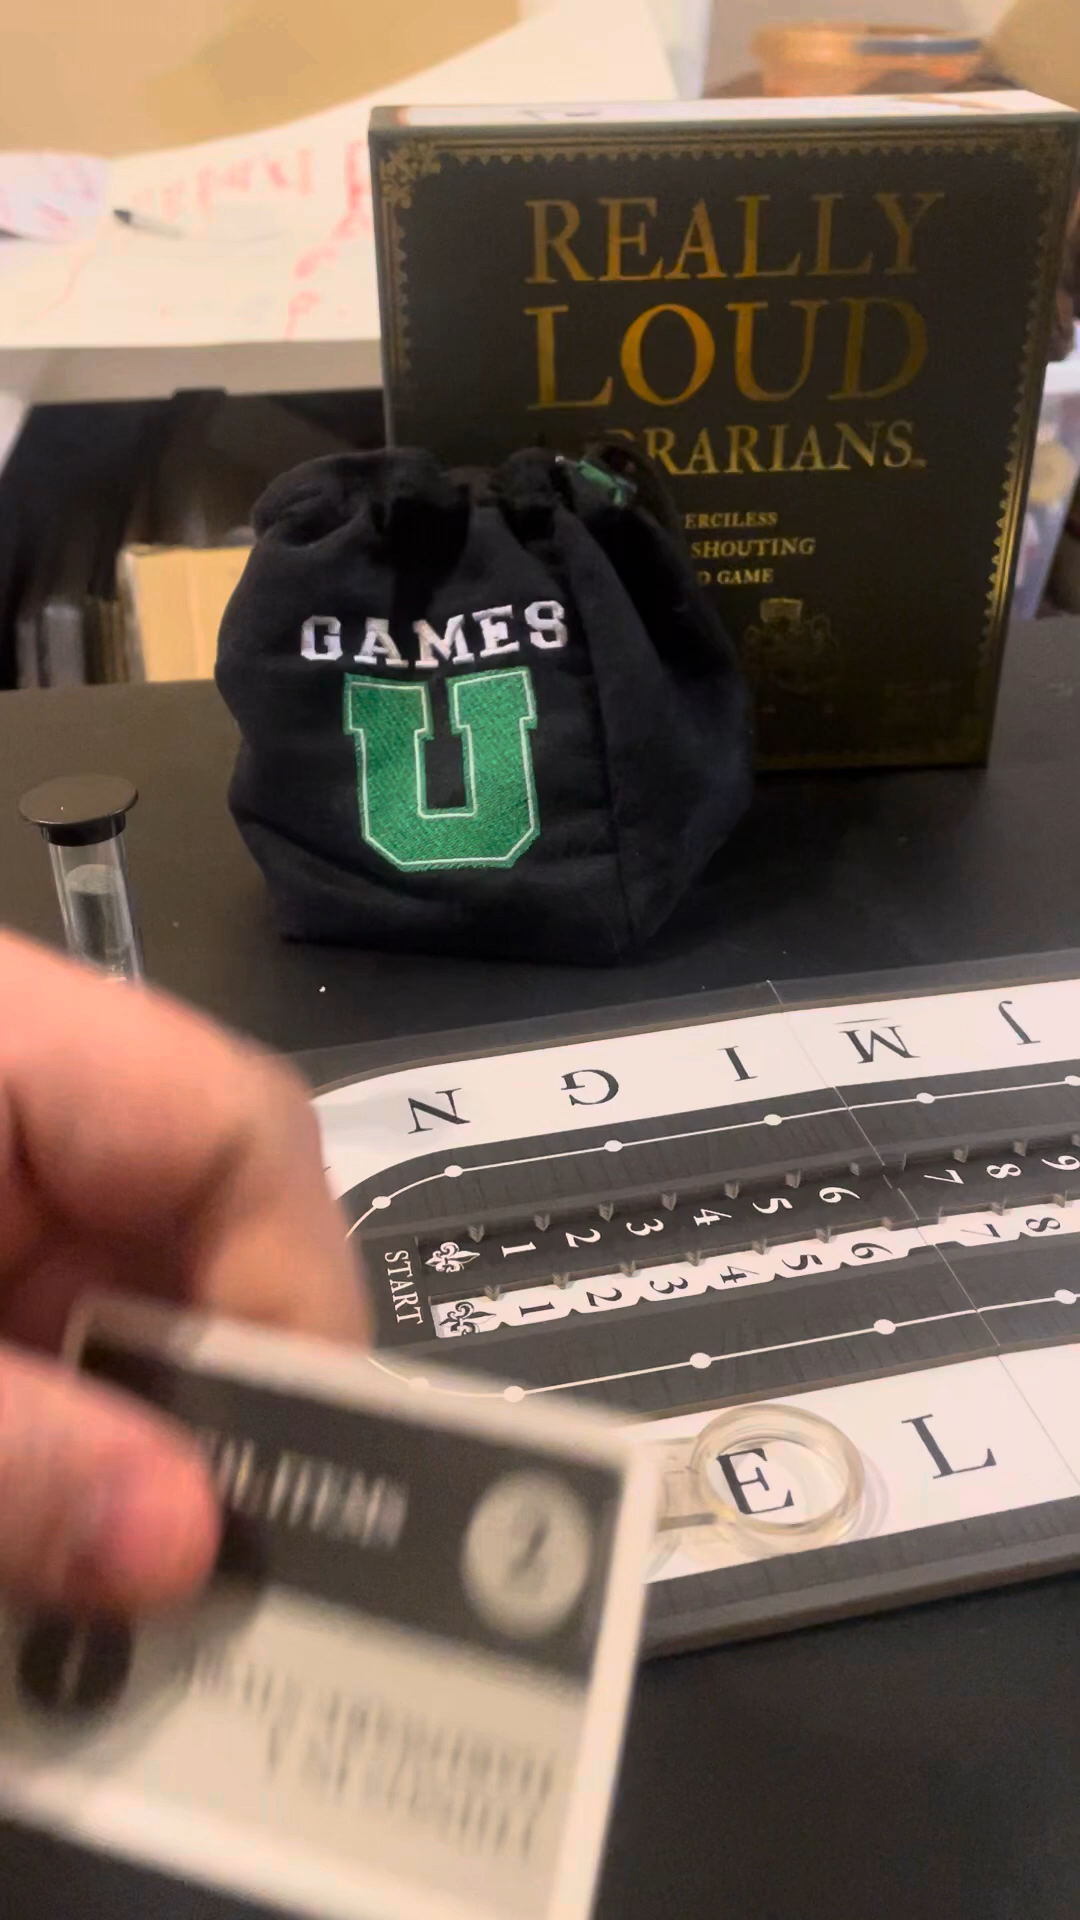 REALLY
LOUD
RARIANS™
ERCILESS
SHOUTING
D GAME
GAMES
U
N G I M J
1 2 3 4 5 6 7 8 9
START
1 2 3 4 5 6 7 8
E L